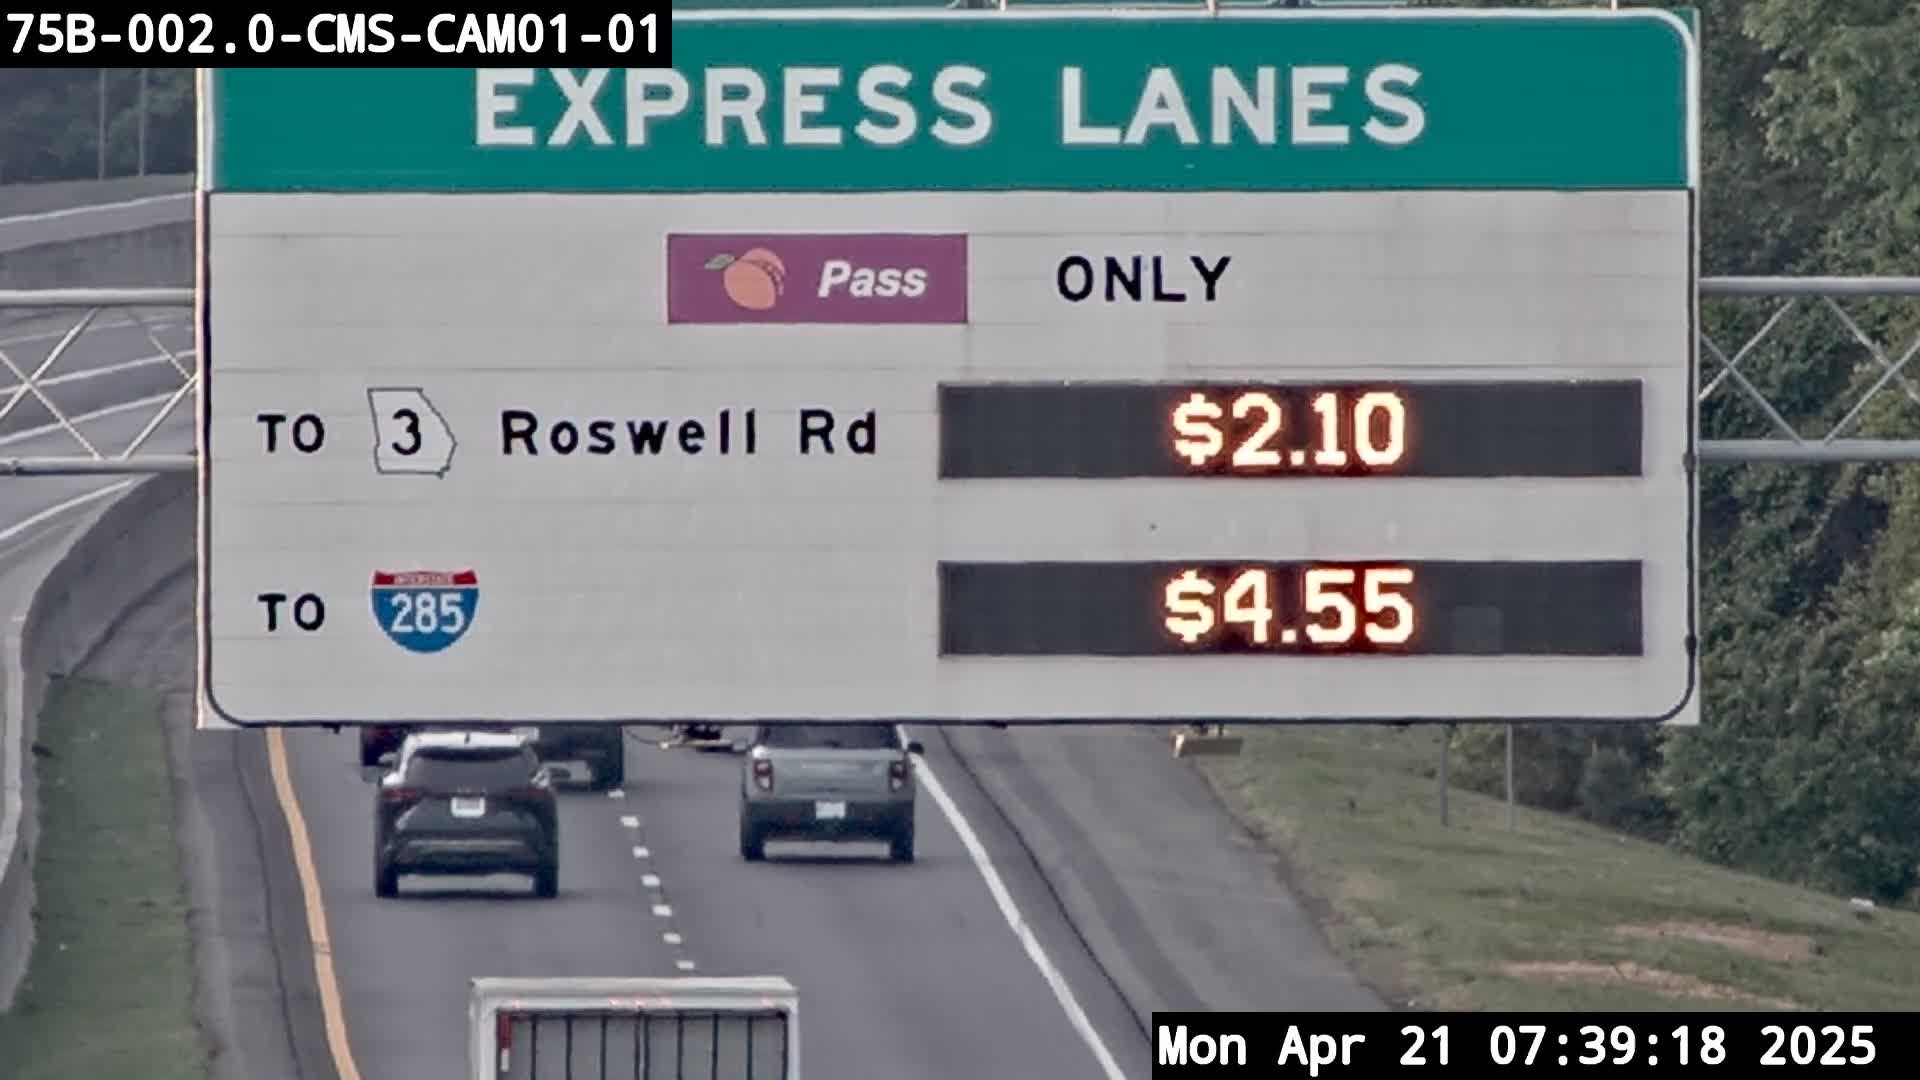 75B-002.0-CMS-CAM01-01
EXPRESS LANES
Pass ONLY
TO 3 Roswell Rd $2.10
TO INTERSTATE 285 $4.55
Mon Apr 21 07:39:18 2025